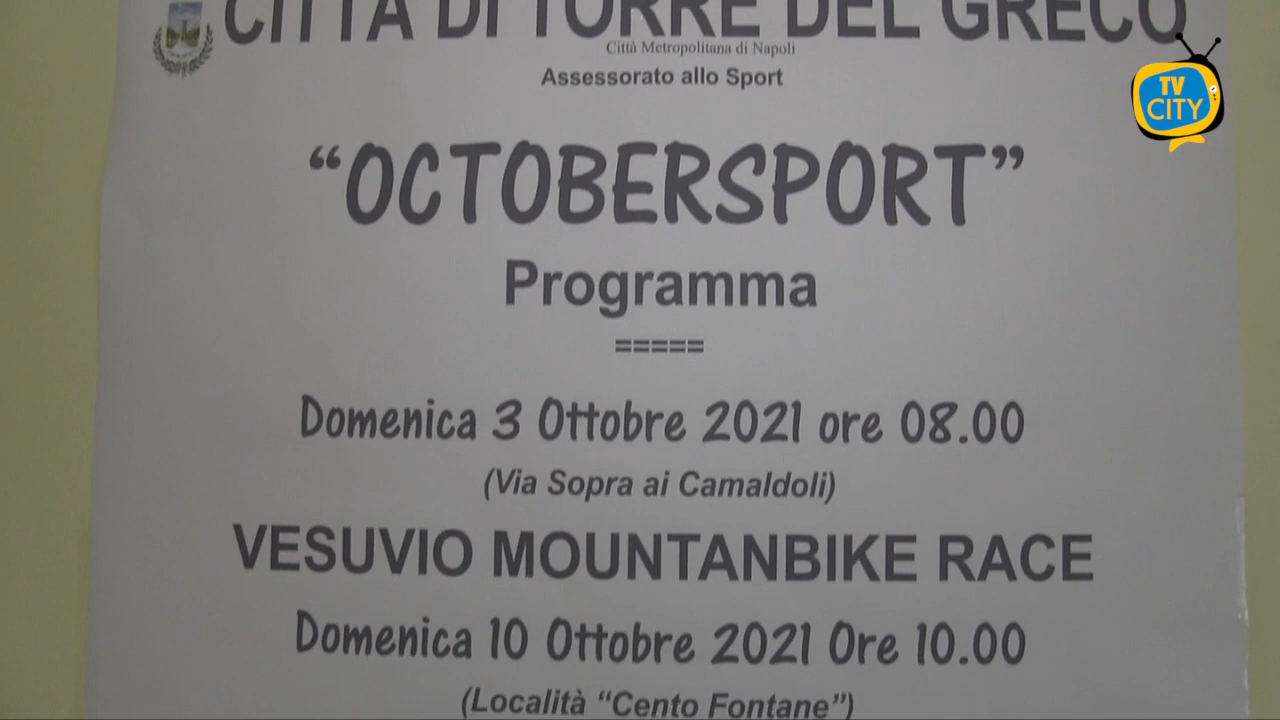 CITTÀ DI TORRE DEL GRECO
Città Metropolitana di Napoli
Assessorato allo Sport
TV
CITY
“OCTOBERSPORT”
Programma
=====
Domenica 3 Ottobre 2021 ore 08.00
(Via Sopra ai Camaldoli)
VESUVIO MOUNTANBIKE RACE
Domenica 10 Ottobre 2021 Ore 10.00
(Località “Cento Fontane”)